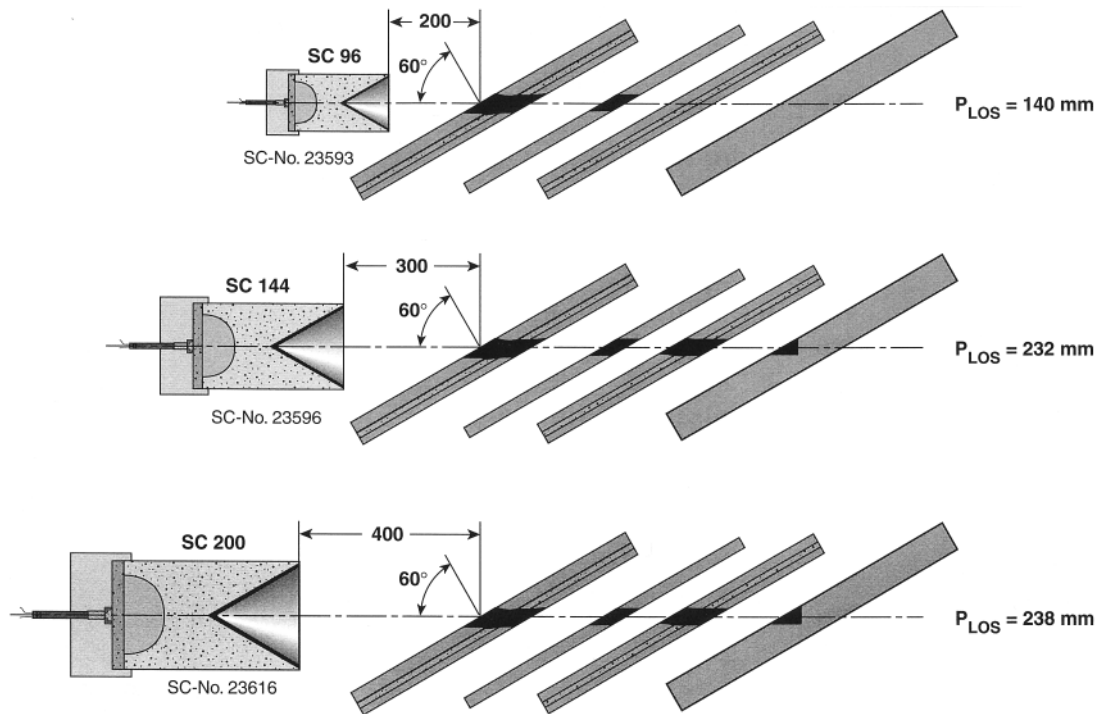 200
SC 96
60°
P_LOS = 140 mm
SC-No. 23593
300
SC 144
60°
P_LOS = 232 mm
SC-No. 23596
400
SC 200
60°
P_LOS = 238 mm
SC-No. 23616